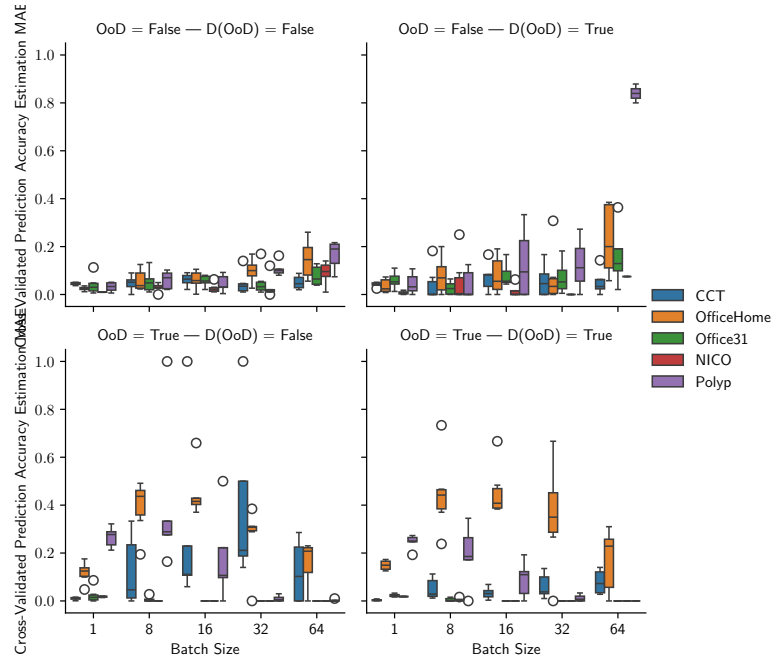 OoD = False — D(OoD) = False
OoD = False — D(OoD) = True
Cross-Validated Prediction Accuracy Estimation MAE
1.0
0.8
0.6
0.4
0.2
0.0
CCT
OfficeHome
Office31
NICO
Polyp
OoD = True — D(OoD) = False
OoD = True — D(OoD) = True
Cross-Validated Prediction Accuracy Estimation MAE
1.0
0.8
0.6
0.4
0.2
0.0
1 8 16 32 64
1 8 16 32 64
Batch Size
Batch Size